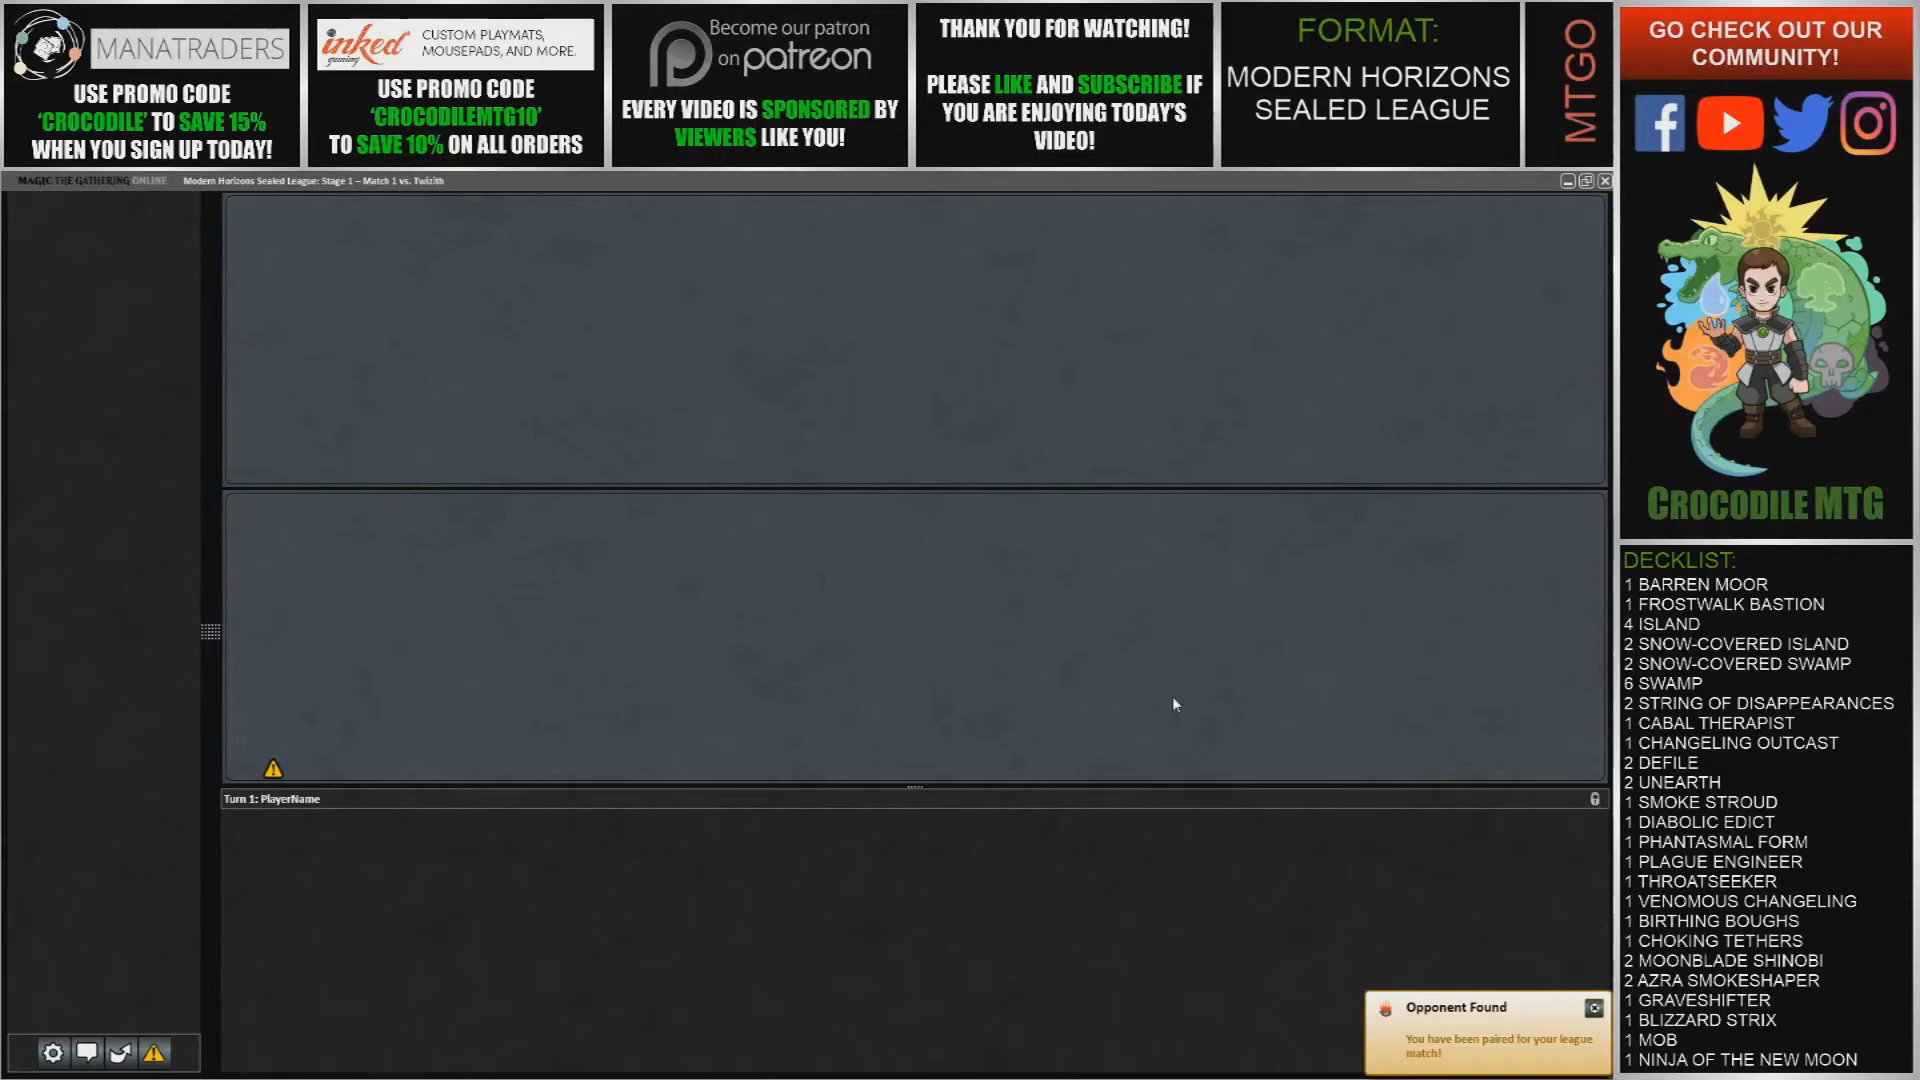 MANATRADERS
USE PROMO CODE
'CROCODILE' TO SAVE 15%
WHEN YOU SIGN UP TODAY!
inked
gaming
CUSTOM PLAYMATS,
MOUSEPADS, AND MORE.
USE PROMO CODE
'CROCODILEMTG10'
TO SAVE 10% ON ALL ORDERS
Become our patron
on patreon
EVERY VIDEO IS SPONSORED BY
VIEWERS LIKE YOU!
THANK YOU FOR WATCHING!
PLEASE LIKE AND SUBSCRIBE IF
YOU ARE ENJOYING TODAY'S
VIDEO!
FORMAT:
MODERN HORIZONS
SEALED LEAGUE
MTGO
GO CHECK OUT OUR
COMMUNITY!
CROCODILE MTG
MAGIC THE GATHERING ONLINE Modern Horizons Sealed League: Stage 1 – Match 1 vs. Twizith
Turn 1: PlayerName
Opponent Found
You have been paired for your league
match!
DECKLIST:
1 BARREN MOOR
1 FROSTWALK BASTION
4 ISLAND
2 SNOW-COVERED ISLAND
2 SNOW-COVERED SWAMP
6 SWAMP
2 STRING OF DISAPPEARANCES
1 CABAL THERAPIST
1 CHANGELING OUTCAST
2 DEFILE
2 UNEARTH
1 SMOKE STROUD
1 DIABOLIC EDICT
1 PHANTASMAL FORM
1 PLAGUE ENGINEER
1 THROATSEEKER
1 VENOMOUS CHANGELING
1 BIRTHING BOUGHS
1 CHOKING TETHERS
2 MOONBLADE SHINOBI
2 AZRA SMOKESHAPER
1 GRAVESHIFTER
1 BLIZZARD STRIX
1 MOB
1 NINJA OF THE NEW MOON